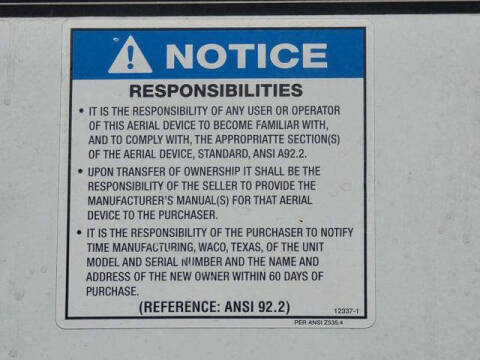 NOTICE
RESPONSIBILITIES
• IT IS THE RESPONSIBILITY OF ANY USER OR OPERATOR
OF THIS AERIAL DEVICE TO BECOME FAMILIAR WITH,
AND TO COMPLY WITH, THE APPROPRIATTE SECTION(S)
OF THE AERIAL DEVICE, STANDARD, ANSI A92.2.
• UPON TRANSFER OF OWNERSHIP IT SHALL BE THE
RESPONSIBILITY OF THE SELLER TO PROVIDE THE
MANUFACTURER'S MANUAL(S) FOR THAT AERIAL
DEVICE TO THE PURCHASER.
• IT IS THE RESPONSIBILITY OF THE PURCHASER TO NOTIFY
TIME MANUFACTURING, WACO, TEXAS, OF THE UNIT
MODEL AND SERIAL NUMBER AND THE NAME AND
ADDRESS OF THE NEW OWNER WITHIN 60 DAYS OF
PURCHASE.
(REFERENCE: ANSI 92.2)
12337-1
PER ANSI Z535.4